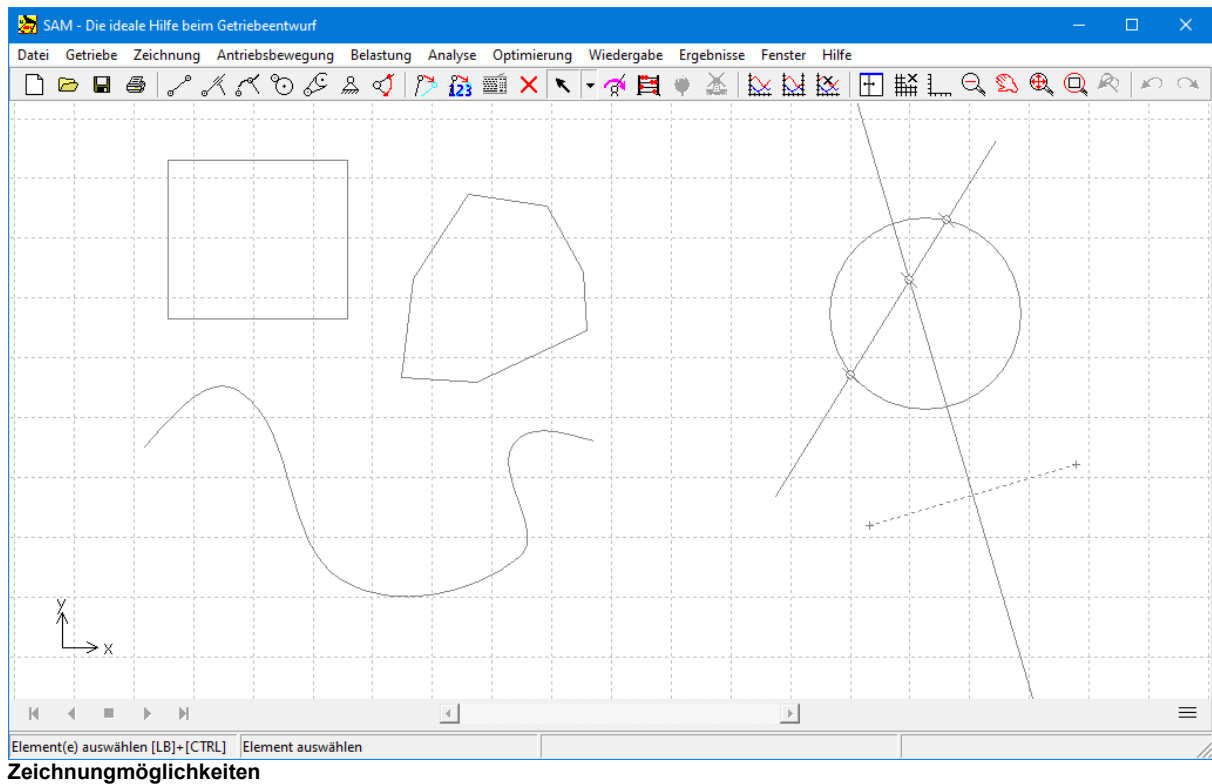 SAM - Die ideale Hilfe beim Getriebeentwurf
Datei Getriebe Zeichnung Antriebsbewegung Belastung Analyse Optimierung Wiedergabe Ergebnisse Fenster Hilfe
123
y
x
Element(e) auswählen [LB]+[CTRL] Element auswählen
Zeichnungmöglichkeiten